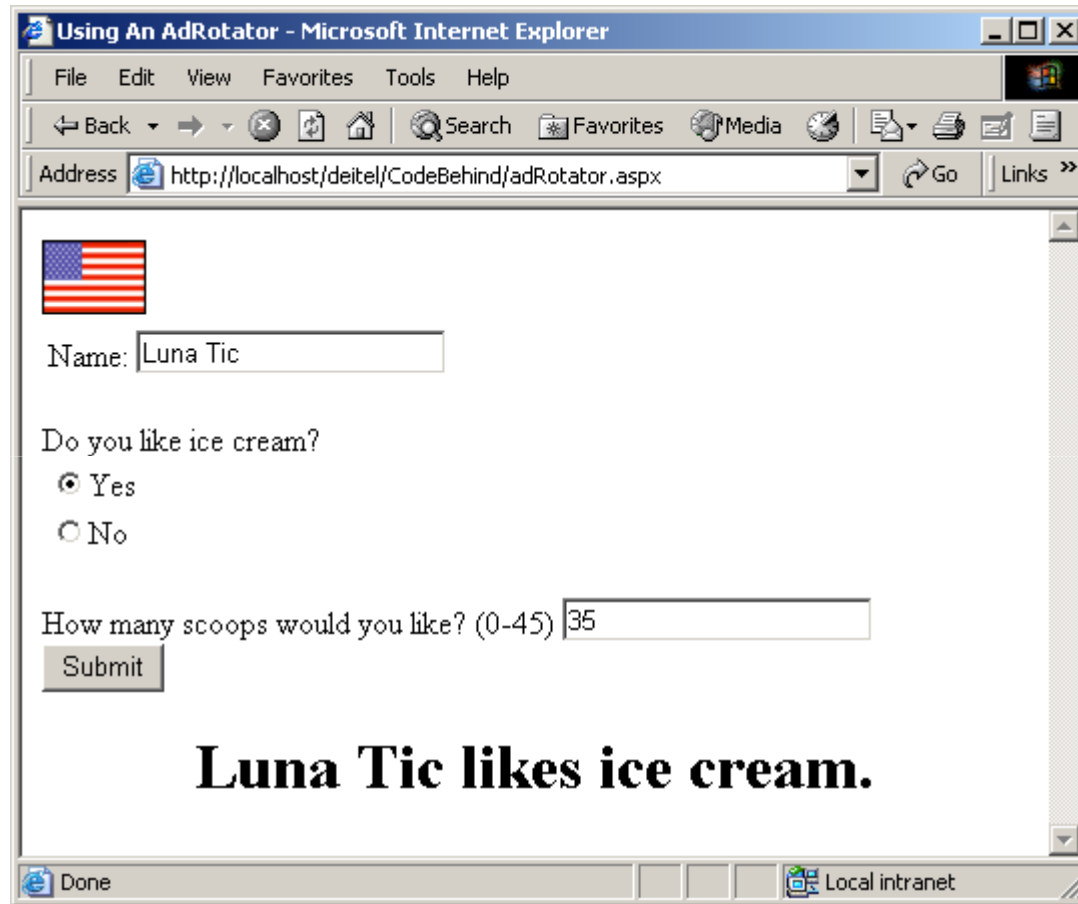 Using An AdRotator - Microsoft Internet Explorer
File Edit View Favorites Tools Help
Back Search Favorites Media
Address http://localhost/deitel/CodeBehind/adRotator.aspx Go Links »
Name: Luna Tic
Do you like ice cream?
Yes
No
How many scoops would you like? (0-45) 35
Submit
Luna Tic likes ice cream.
Done Local intranet